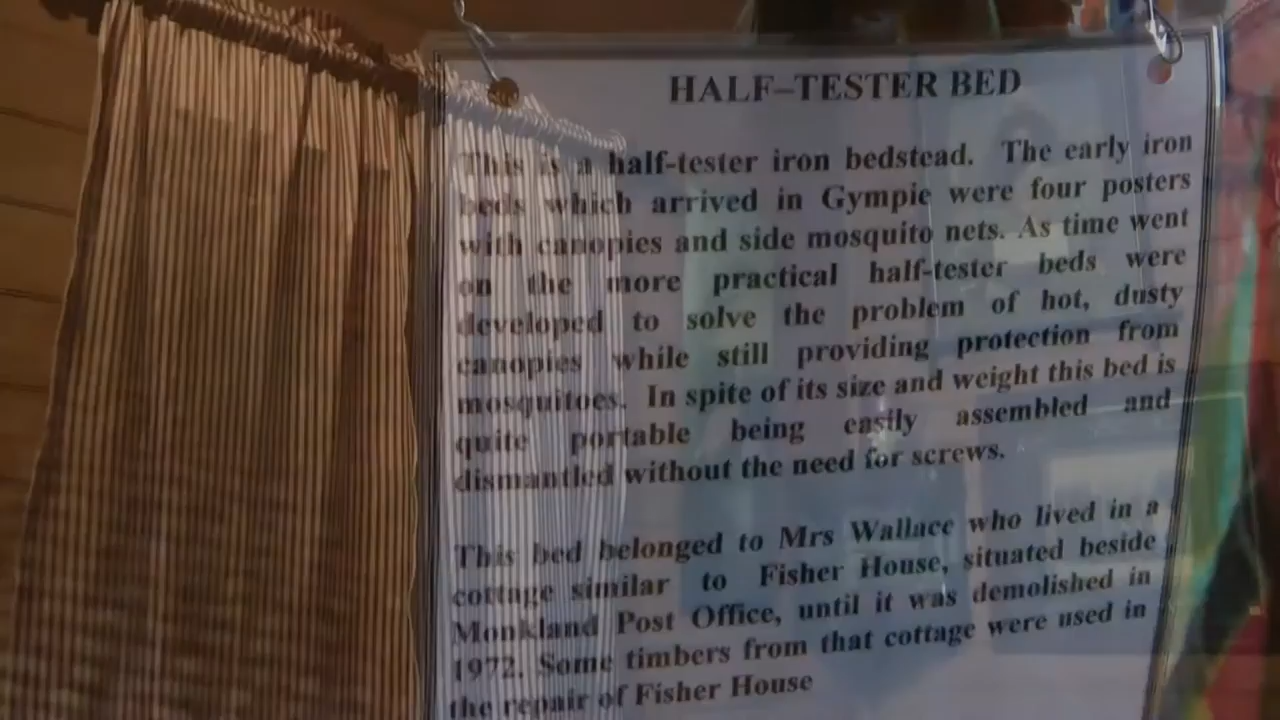 HALF-TESTER BED
This is a half-tester iron bedstead. The early iron
beds which arrived in Gympie were four posters
with canopies and side mosquito nets. As time went
on the more practical half-tester beds were
developed to solve the problem of hot, dusty
canopies while still providing protection from
mosquitoes. In spite of its size and weight this bed is
quite portable being easily assembled and
dismantled without the need for screws.
This bed belonged to Mrs Wallace who lived in a
cottage similar to Fisher House, situated beside
Monkland Post Office, until it was demolished in
1972. Some timbers from that cottage were used in
the repair of Fisher House